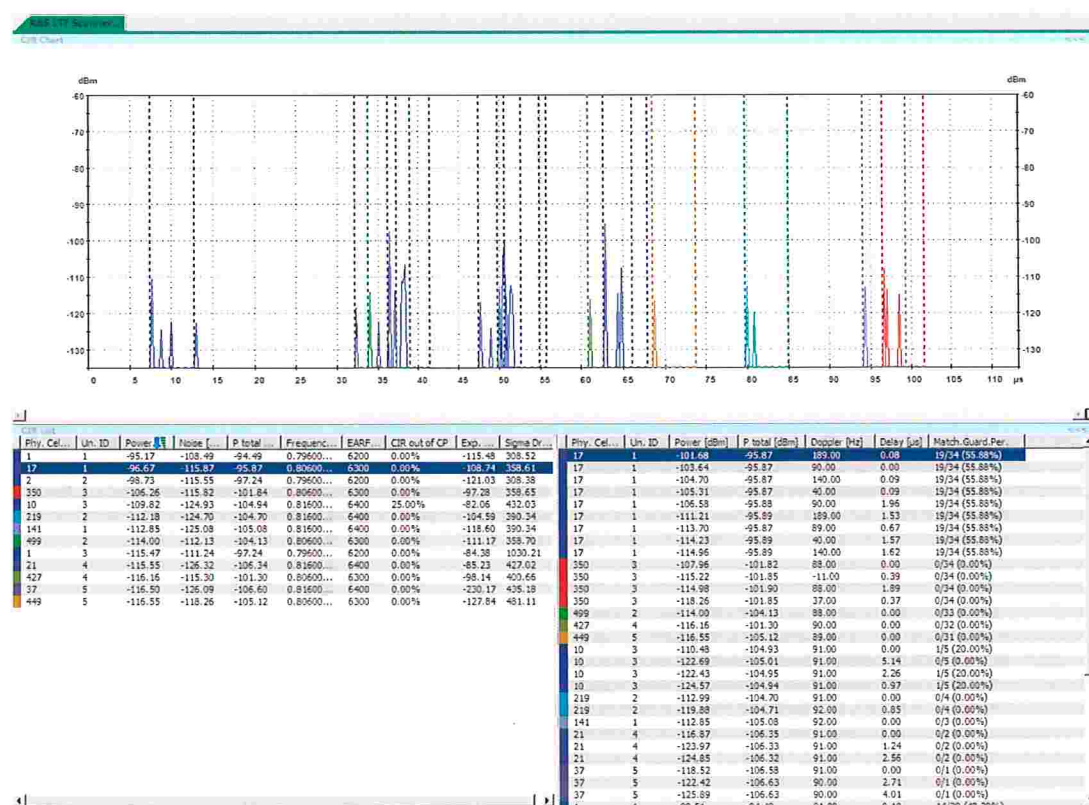 R&S LTE Scanner...
CIR Chart
dBm dBm
-60 -60
-70 -70
-80 -80
-90 -90
-100 -100
-110 -110
-120 -120
-130 -130
0 5 10 15 20 25 30 35 40 45 50 55 60 65 70 75 80 85 90 95 100 105 110 µs
CIR List
Phy. Cel... Un. ID Power Noise [... P total ... Frequenc... EARF... CIR out of CP Exp. ... Sigma Dr...
1 1 -95.17 -108.49 -94.49 0.79600... 6200 0.00% -115.48 308.52
17 1 -96.67 -115.87 -95.87 0.80600... 6300 0.00% -108.74 358.61
2 2 -98.73 -115.55 -97.24 0.79600... 6200 0.00% -121.03 308.38
350 3 -106.26 -115.82 -101.84 0.80600... 6300 0.00% -97.28 358.65
10 3 -109.82 -124.93 -104.94 0.81600... 6400 25.00% -82.06 432.03
219 2 -112.18 -124.70 -104.70 0.81600... 6400 0.00% -104.59 390.34
141 1 -112.85 -125.08 -105.08 0.81600... 6400 0.00% -118.60 390.34
499 2 -114.00 -112.13 -104.13 0.80600... 6300 0.00% -111.17 358.70
1 3 -115.47 -111.24 -97.24 0.79600... 6200 0.00% -84.38 1030.21
21 4 -115.55 -126.32 -106.34 0.81600... 6400 0.00% -85.23 427.02
427 4 -116.16 -115.30 -101.30 0.80600... 6300 0.00% -98.14 400.66
37 5 -116.50 -126.09 -106.60 0.81600... 6400 0.00% -230.17 435.18
449 5 -116.55 -118.26 -105.12 0.80600... 6300 0.00% -127.84 481.11
Phy. Cel... Un. ID Power [dBm] P total [dBm] Doppler [Hz] Delay [µs] Match.Guard.Per.
17 1 -101.68 -95.87 189.00 0.08 19/34 (55.88%)
17 1 -103.64 -95.87 90.00 0.00 19/34 (55.88%)
17 1 -104.70 -95.87 140.00 0.09 19/34 (55.88%)
17 1 -105.31 -95.87 40.00 0.09 19/34 (55.88%)
17 1 -106.58 -95.88 90.00 1.96 19/34 (55.88%)
17 1 -111.21 -95.89 189.00 1.53 19/34 (55.88%)
17 1 -113.70 -95.87 89.00 0.67 19/34 (55.88%)
17 1 -114.23 -95.89 40.00 1.57 19/34 (55.88%)
17 1 -114.96 -95.89 140.00 1.62 19/34 (55.88%)
350 3 -107.96 -101.82 88.00 0.00 0/34 (0.00%)
350 3 -115.22 -101.85 -11.00 0.39 0/34 (0.00%)
350 3 -114.98 -101.90 88.00 1.89 0/34 (0.00%)
350 3 -118.26 -101.85 37.00 0.37 0/34 (0.00%)
499 2 -114.00 -104.13 88.00 0.00 0/33 (0.00%)
427 4 -116.16 -101.30 90.00 0.00 0/32 (0.00%)
449 5 -116.55 -105.12 89.00 0.00 0/31 (0.00%)
10 3 -110.48 -104.93 91.00 0.00 1/5 (20.00%)
10 3 -122.69 -105.01 91.00 5.14 0/5 (0.00%)
10 3 -122.43 -104.95 91.00 2.26 1/5 (20.00%)
10 3 -124.57 -104.94 91.00 0.97 1/5 (20.00%)
219 2 -112.99 -104.70 91.00 0.00 0/4 (0.00%)
219 2 -119.88 -104.71 92.00 0.85 0/4 (0.00%)
141 1 -112.85 -105.08 92.00 0.00 0/3 (0.00%)
21 4 -116.87 -106.35 91.00 0.00 0/2 (0.00%)
21 4 -123.97 -106.33 91.00 1.24 0/2 (0.00%)
21 4 -124.85 -106.32 91.00 2.56 0/2 (0.00%)
37 5 -118.52 -106.58 91.00 0.00 0/1 (0.00%)
37 5 -122.42 -106.63 90.00 2.71 0/1 (0.00%)
37 5 -125.89 -106.63 90.00 4.01 0/1 (0.00%)